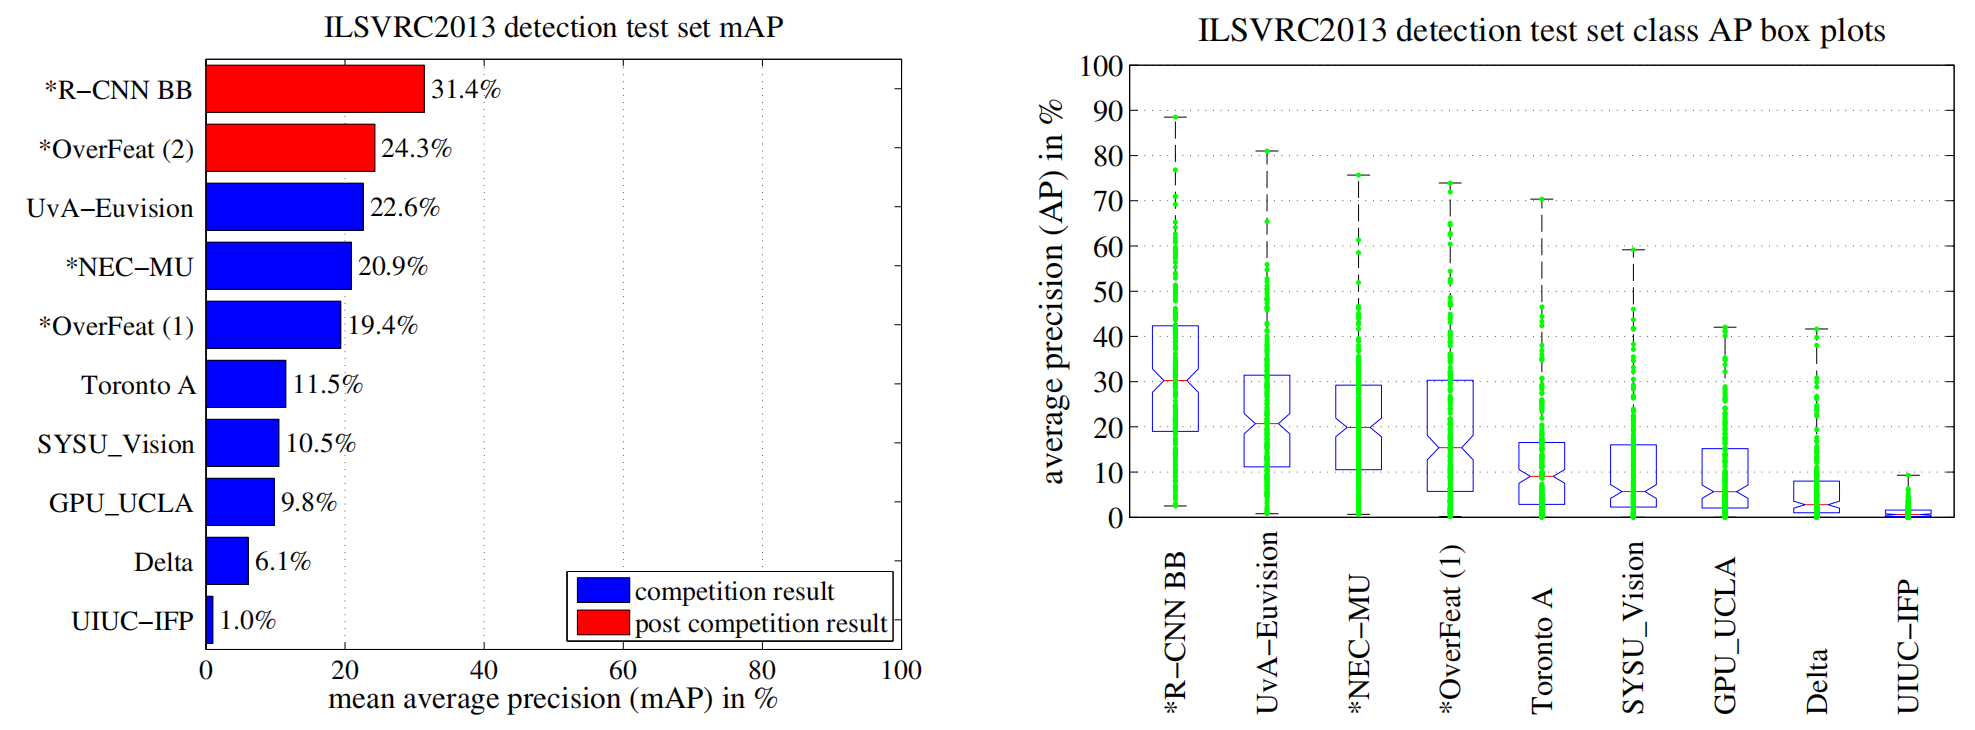 ILSVRC2013 detection test set mAP
*R−CNN BB
31.4%
*OverFeat (2)
24.3%
UvA−Euvision
22.6%
*NEC−MU
20.9%
*OverFeat (1)
19.4%
Toronto A
11.5%
SYSU_Vision
10.5%
GPU_UCLA
9.8%
Delta
6.1%
UIUC−IFP
1.0%
competition result
post competition result
0 20 40 60 80 100
mean average precision (mAP) in %
ILSVRC2013 detection test set class AP box plots
average precision (AP) in %
100
90
80
70
60
50
40
30
20
10
0
*R−CNN BB
UvA−Euvision
*NEC−MU
*OverFeat (1)
Toronto A
SYSU_Vision
GPU_UCLA
Delta
UIUC−IFP